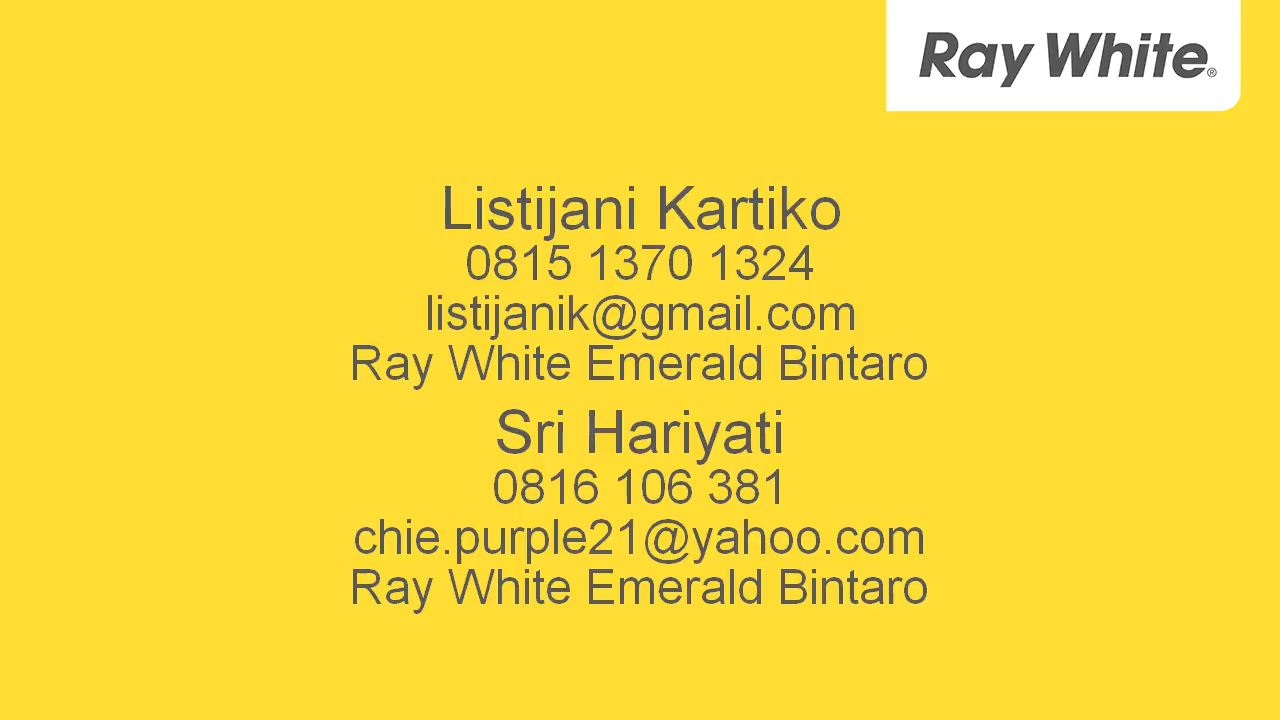 Ray White®
Listijani Kartiko
0815 1370 1324
listijanik@gmail.com
Ray White Emerald Bintaro
Sri Hariyati
0816 106 381
chie.purple21@yahoo.com
Ray White Emerald Bintaro